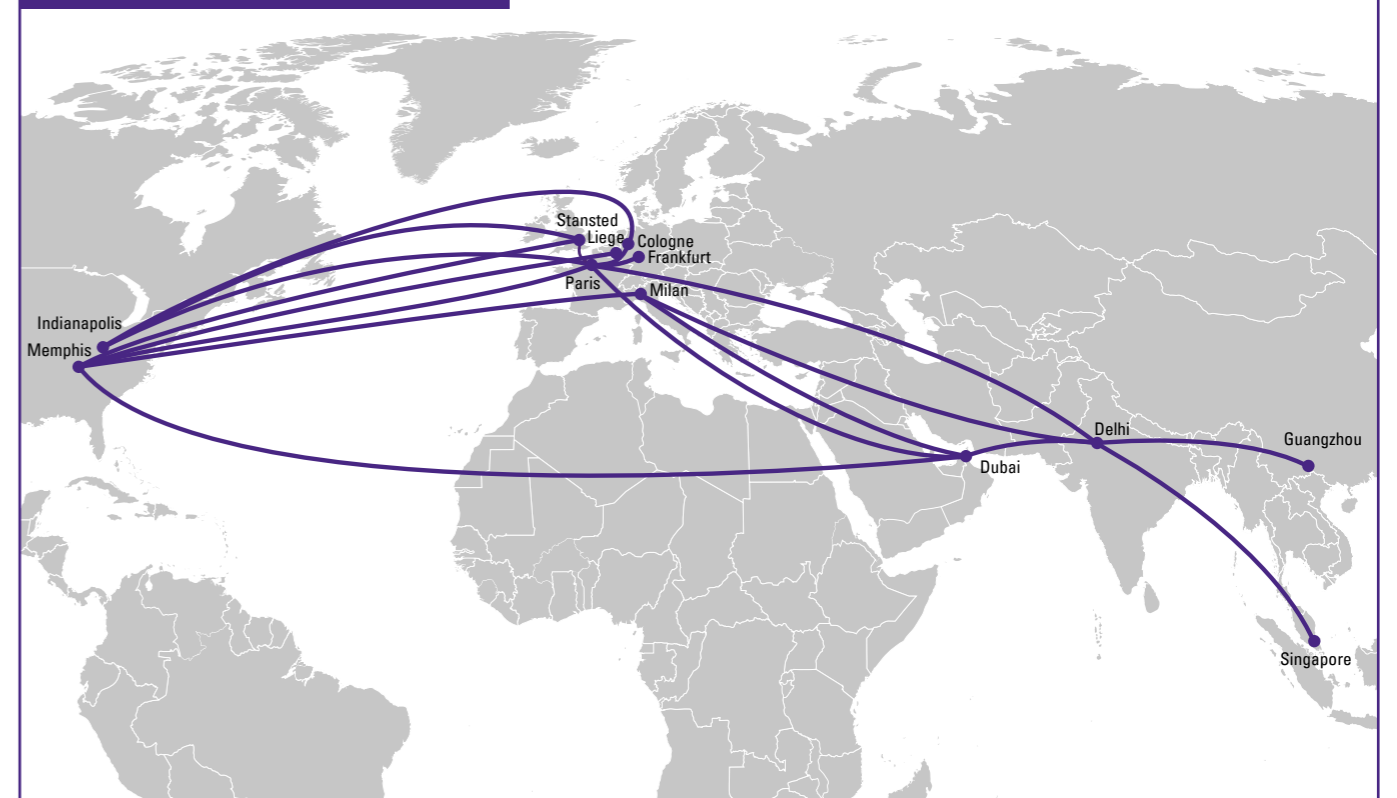 Stansted
Liege
Cologne
Frankfurt
Paris
Milan
Indianapolis
Memphis
Delhi
Guangzhou
Dubai
Singapore